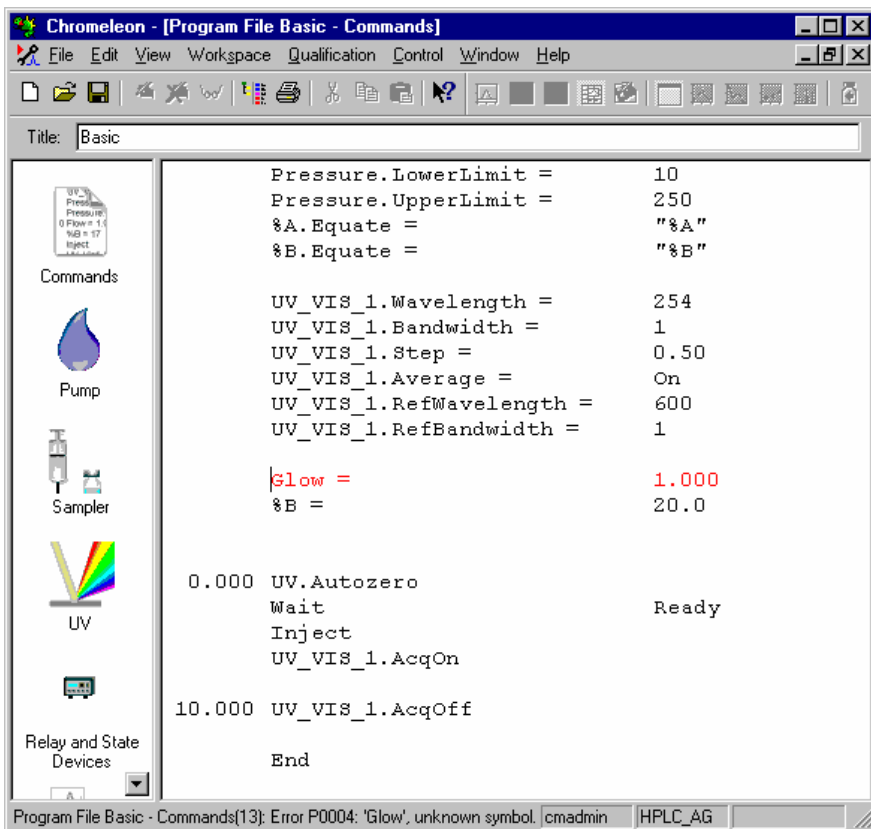 Chromeleon - [Program File Basic - Commands]
File Edit View Workspace Qualification Control Window Help
Title: Basic
Commands
Pump
Sampler
UV
Relay and State
Devices
Pressure.LowerLimit = 10
Pressure.UpperLimit = 250
%A.Equate = "%A"
%B.Equate = "%B"
UV_VIS_1.Wavelength = 254
UV_VIS_1.Bandwidth = 1
UV_VIS_1.Step = 0.50
UV_VIS_1.Average = On
UV_VIS_1.RefWavelength = 600
UV_VIS_1.RefBandwidth = 1
Glow = 1.000
%B = 20.0
0.000 UV.Autozero
Wait Ready
Inject
UV_VIS_1.AcqOn
10.000 UV_VIS_1.AcqOff
End
Program File Basic - Commands(13): Error P0004: 'Glow', unknown symbol. cmadmin HPLC_AG